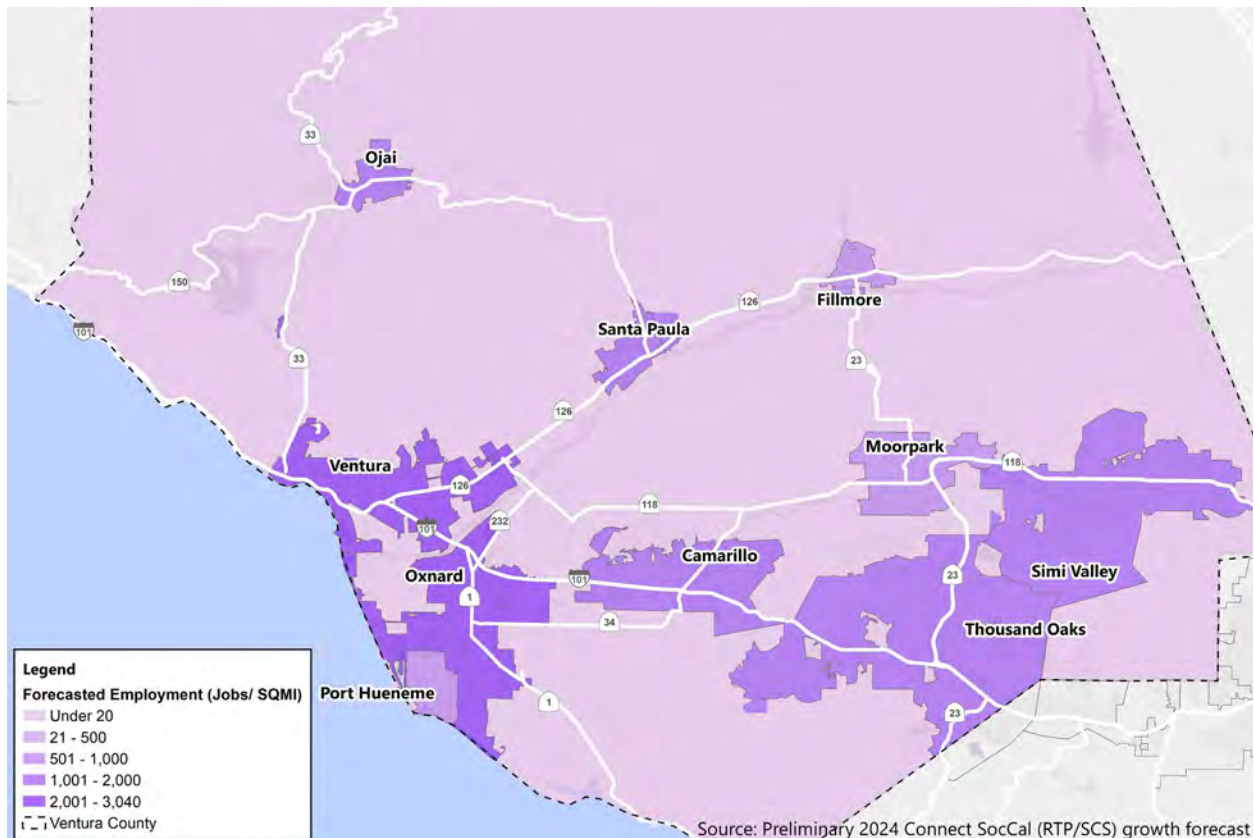 33
Ojai
150
126
Fillmore
Santa Paula
101
33
23
126
Moorpark
Ventura
118
126
232
118
101
Camarillo
Oxnard
101
23
Simi Valley
1
34
Thousand Oaks
Port Hueneme
1
23
Legend
Forecasted Employment (Jobs/ SQMI)
Under 20
21 - 500
501 - 1,000
1,001 - 2,000
2,001 - 3,040
Ventura County
Source: Preliminary 2024 Connect SocCal (RTP/SCS) growth forecast